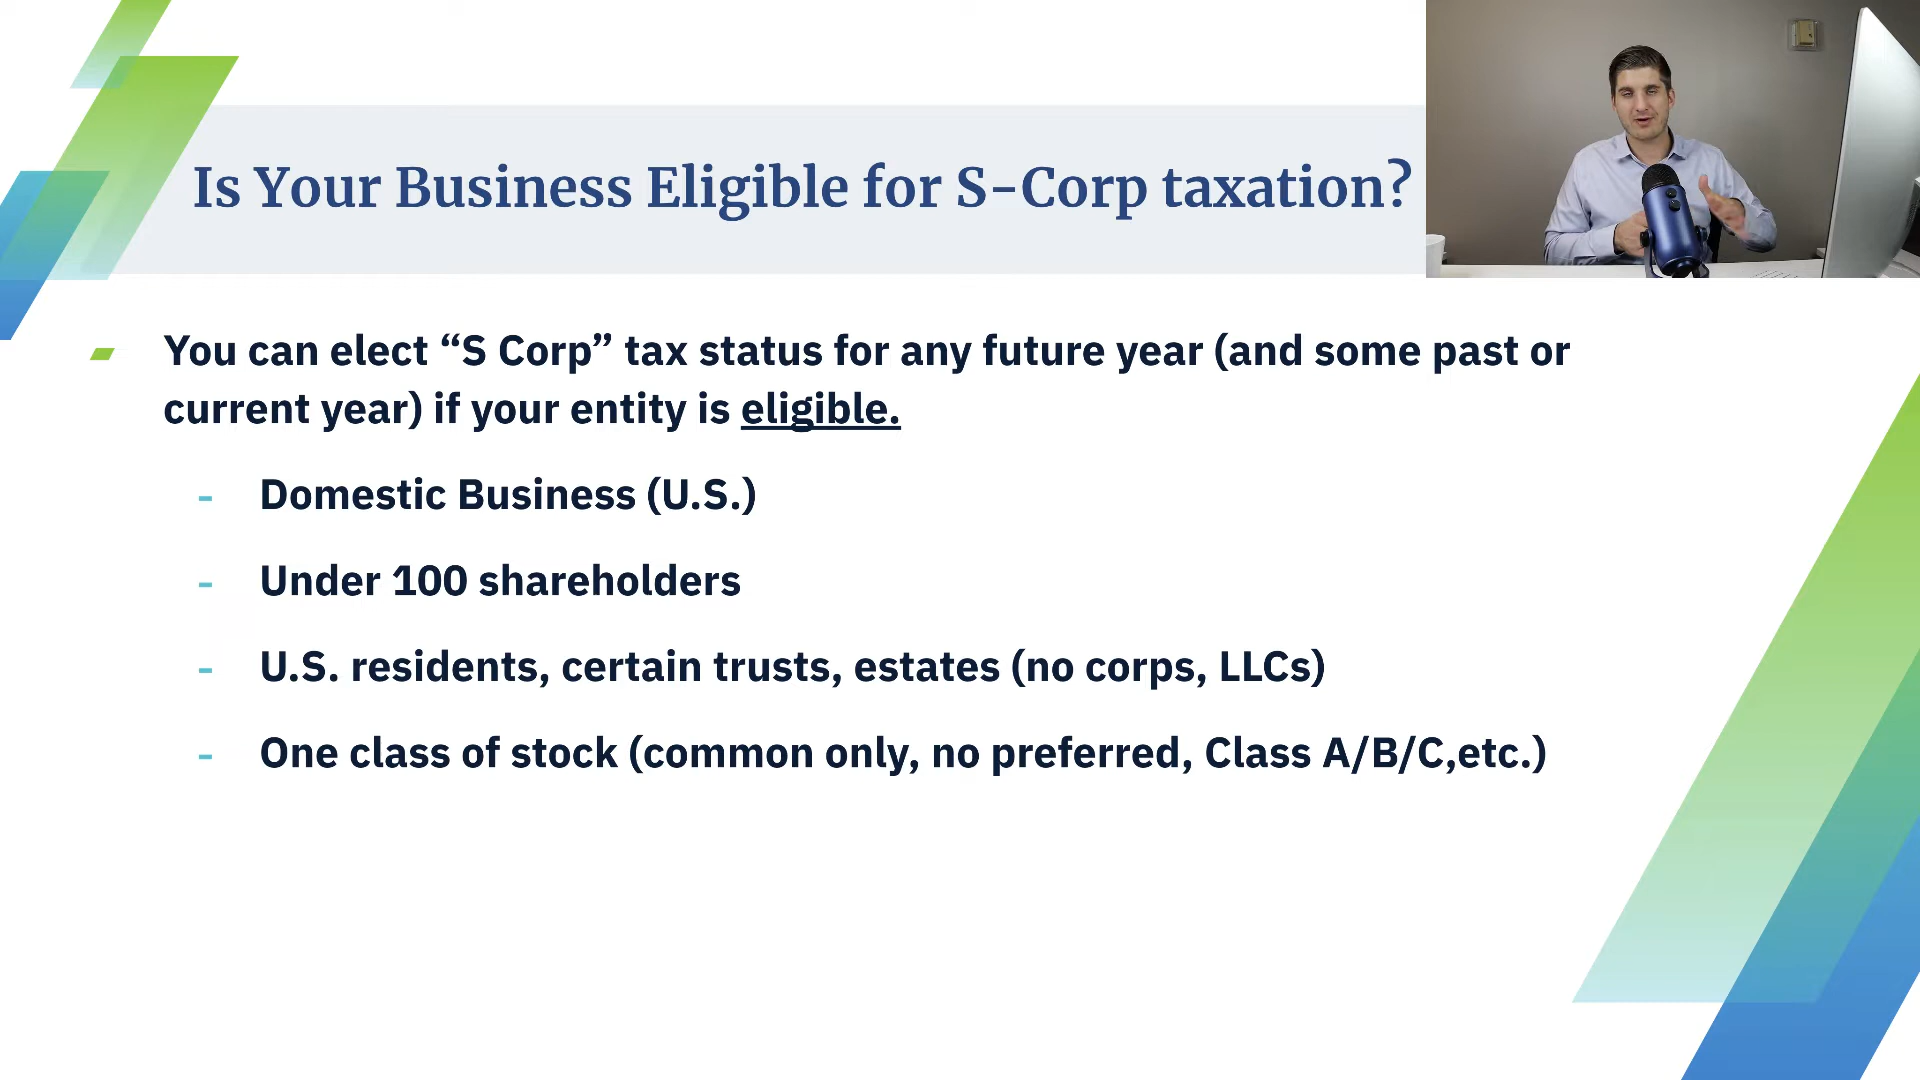 Is Your Business Eligible for S-Corp taxation?
You can elect “S Corp” tax status for any future year (and some past or
current year) if your entity is eligible.
- Domestic Business (U.S.)
- Under 100 shareholders
- U.S. residents, certain trusts, estates (no corps, LLCs)
- One class of stock (common only, no preferred, Class A/B/C,etc.)